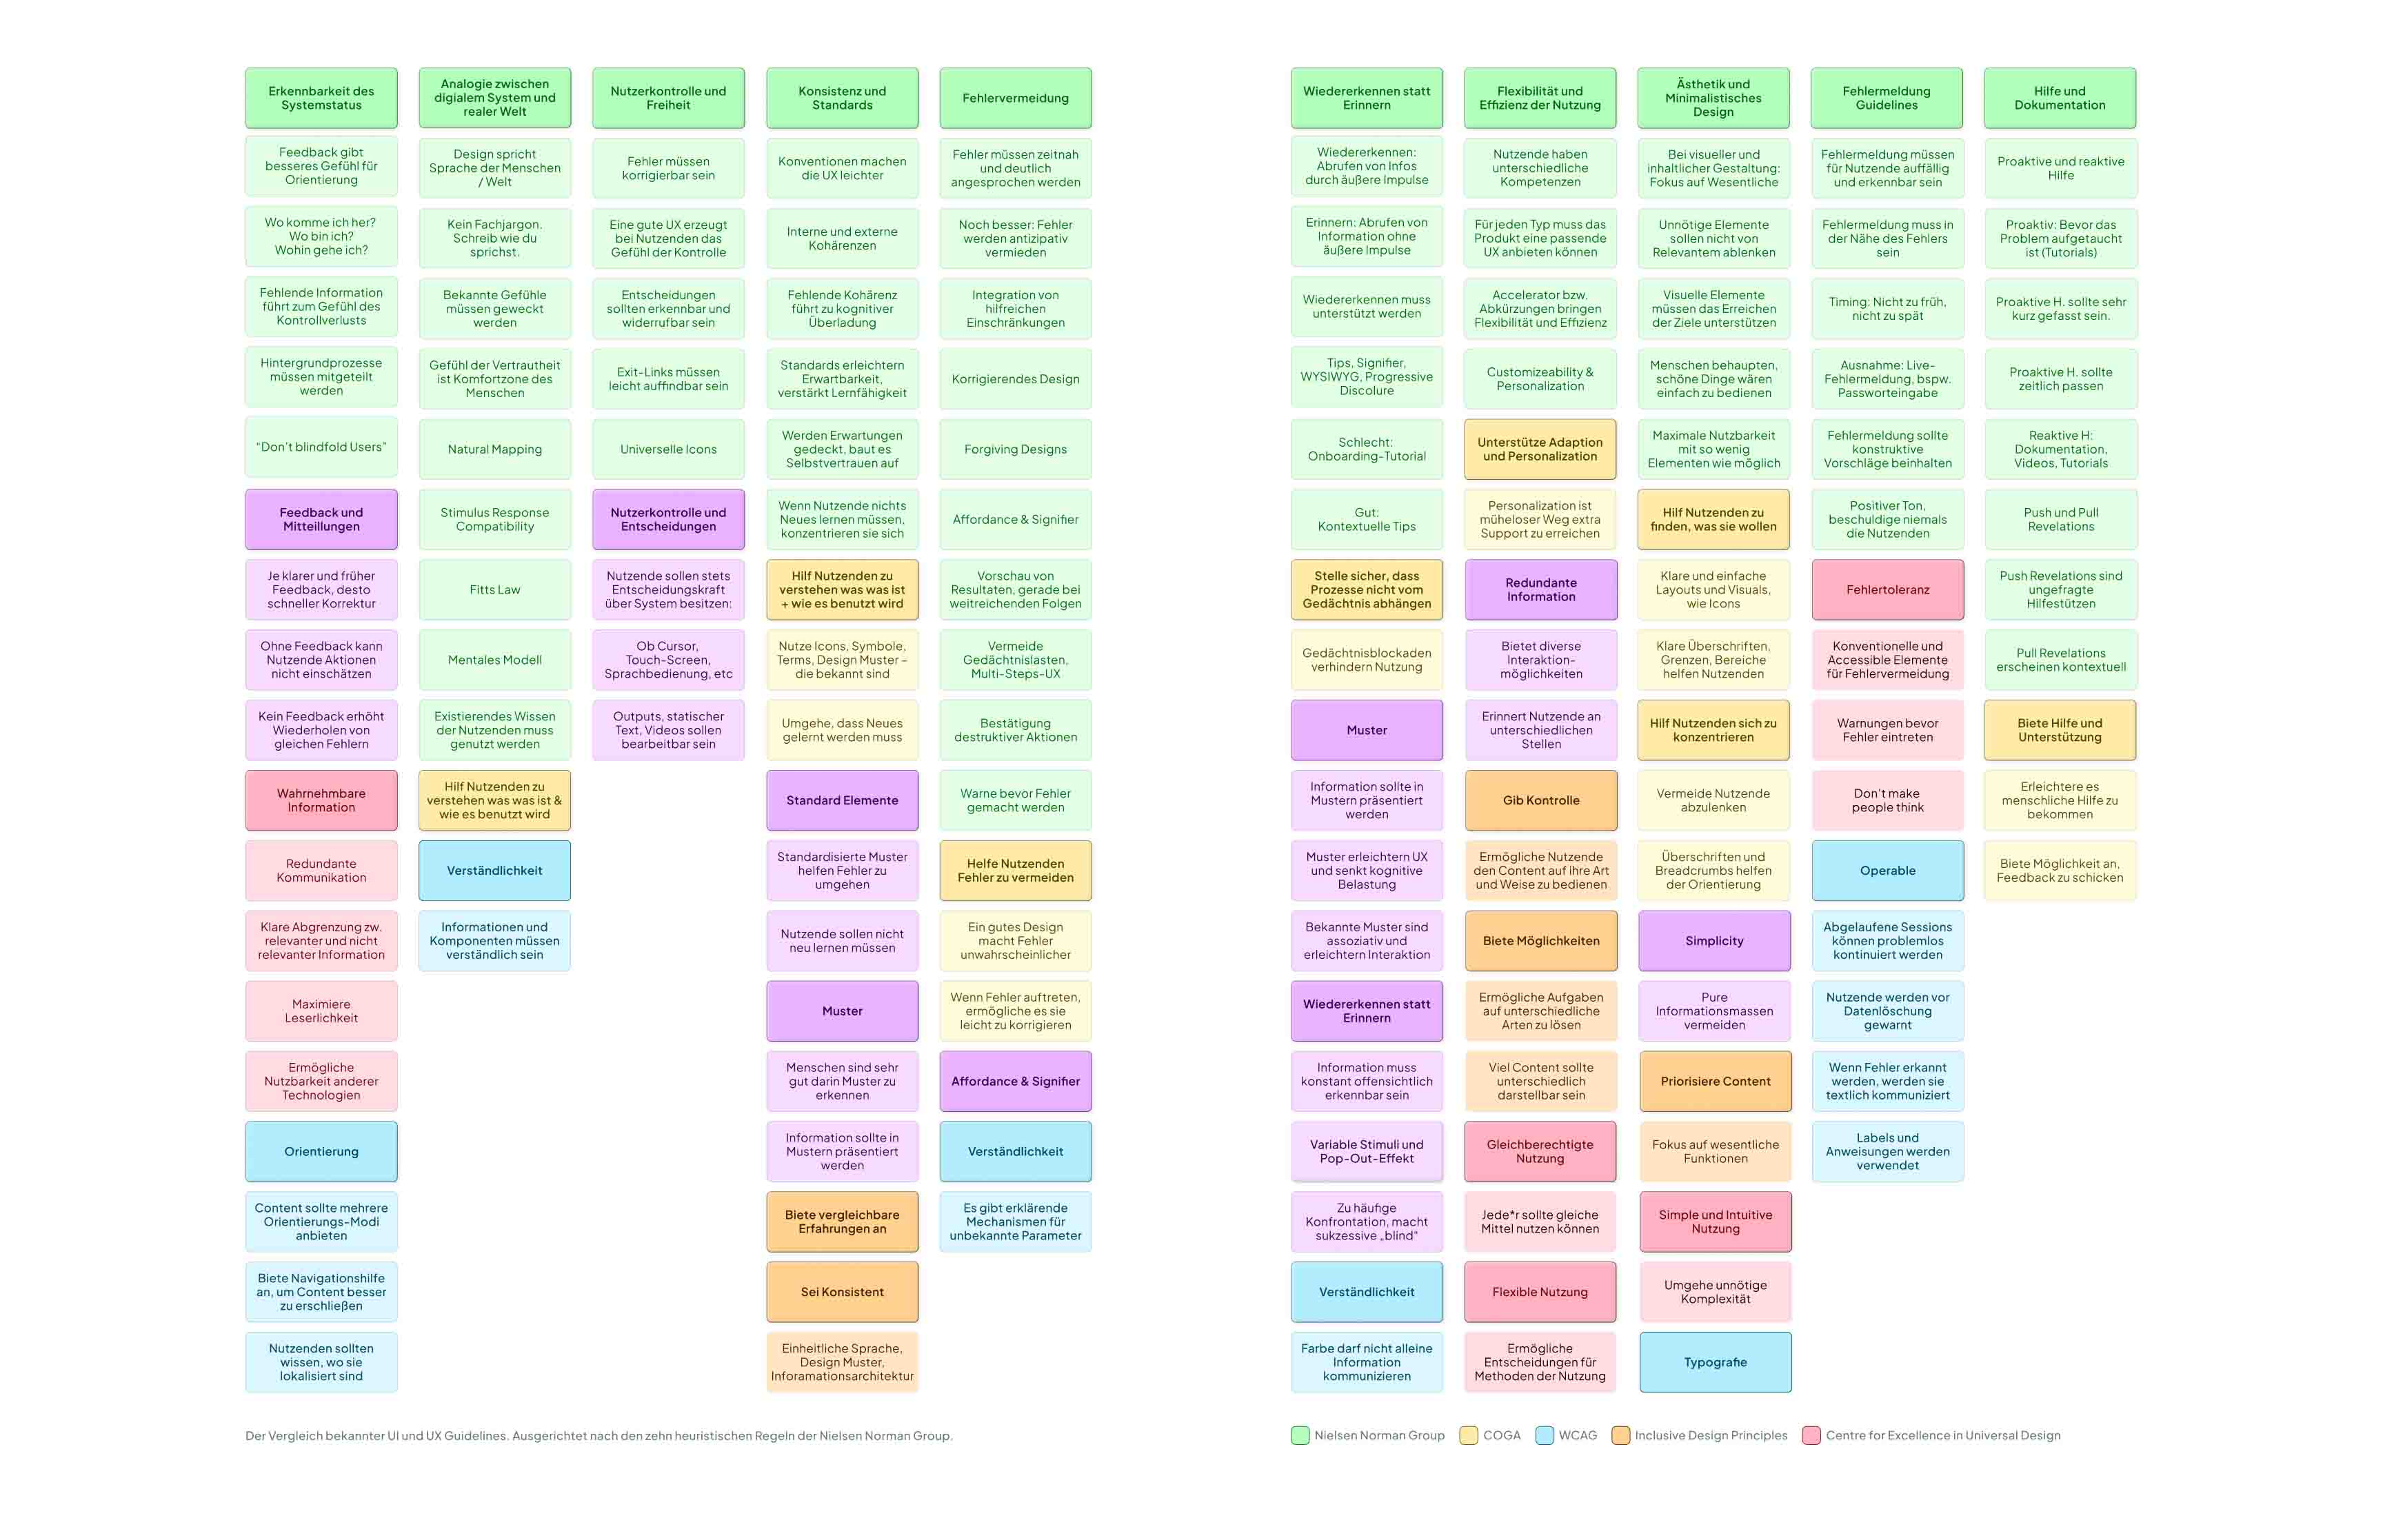 Erkennbarkeit des
Systemstatus
Feedback gibt
besseres Gefühl für
Orientierung
Wo komme ich her?
Wo bin ich?
Wohin gehe ich?
Fehlende Information
führt zum Gefühl des
Kontrollverlusts
Hintergrundprozesse
müssen mitgeteilt
werden
“Don’t blindfold Users”
Feedback und
Mitteillungen
Je klarer und früher
Feedback, desto
schneller Korrektur
Ohne Feedback kann
Nutzende Aktionen
nicht einschätzen
Kein Feedback erhöht
Wiederholen von
gleichen Fehlern
Wahrnehmbare
Information
Redundante
Kommunikation
Klare Abgrenzung zw.
relevanter und nicht
relevanter Information
Maximiere
Leserlichkeit
Ermögliche
Nutzbarkeit anderer
Technologien
Orientierung
Content sollte mehrere
Orientierungs-Modi
anbieten
Biete Navigationshilfe
an, um Content besser
zu erschließen
Nutzenden sollten
wissen, wo sie
lokalisiert sind
Analogie zwischen
digialem System und
realer Welt
Design spricht
Sprache der Menschen
/ Welt
Kein Fachjargon.
Schreib wie du
sprichst.
Bekannte Gefühle
müssen geweckt
werden
Gefühl der Vertrautheit
ist Komfortzone des
Menschen
Natural Mapping
Stimulus Response
Compatibility
Fitts Law
Mentales Modell
Existierendes Wissen
der Nutzenden muss
genutzt werden
Hilf Nutzenden zu
verstehen was was ist &
wie es benutzt wird
Verständlichkeit
Informationen und
Komponenten müssen
verständlich sein
Nutzerkontrolle und
Freiheit
Fehler müssen
korrigierbar sein
Eine gute UX erzeugt
bei Nutzenden das
Gefühl der Kontrolle
Entscheidungen
sollten erkennbar und
widerrufbar sein
Exit-Links müssen
leicht auffindbar sein
Universelle Icons
Nutzerkontrolle und
Entscheidungen
Nutzende sollen stets
Entscheidungskraft
über System besitzen:
Ob Cursor,
Touch-Screen,
Sprachbedienung, etc
Outputs, statischer
Text, Videos sollen
bearbeitbar sein
Konsistenz und
Standards
Konventionen machen
die UX leichter
Interne und externe
Kohärenzen
Fehlende Kohärenz
führt zu kognitiver
Überladung
Standards erleichtern
Erwartbarkeit,
verstärkt Lernfähigkeit
Werden Erwartungen
gedeckt, baut es
Selbstvertrauen auf
Wenn Nutzende nichts
Neues lernen müssen,
konzentrieren sie sich
Hilf Nutzenden zu
verstehen was was ist
+ wie es benutzt wird
Nutze Icons, Symbole,
Terms, Design Muster –
die bekannt sind
Umgehe, dass Neues
gelernt werden muss
Standard Elemente
Standardisierte Muster
helfen Fehler zu
umgehen
Nutzende sollen nicht
neu lernen müssen
Muster
Menschen sind sehr
gut darin Muster zu
erkennen
Information sollte in
Mustern präsentiert
werden
Biete vergleichbare
Erfahrungen an
Sei Konsistent
Einheitliche Sprache,
Design Muster,
Inforamationsarchitektur
Fehlervermeidung
Fehler müssen zeitnah
und deutlich
angesprochen werden
Noch besser: Fehler
werden antizipativ
vermieden
Integration von
hilfreichen
Einschränkungen
Korrigierendes Design
Forgiving Designs
Affordance & Signifier
Vorschau von
Resultaten, gerade bei
weitreichenden Folgen
Vermeide
Gedächtnislasten,
Multi-Steps-UX
Bestätigung
destruktiver Aktionen
Warne bevor Fehler
gemacht werden
Helfe Nutzenden
Fehler zu vermeiden
Ein gutes Design
macht Fehler
unwahrscheinlicher
Wenn Fehler auftreten,
ermögliche es sie
leicht zu korrigieren
Affordance & Signifier
Verständlichkeit
Es gibt erklärende
Mechanismen für
unbekannte Parameter
Wiedererkennen statt
Erinnern
Wiedererkennen:
Abrufen von Infos
durch äußere Impulse
Erinnern: Abrufen von
Information ohne
äußere Impulse
Wiedererkennen muss
unterstützt werden
Tips, Signifier,
WYSIWYG, Progressive
Discolure
Schlecht:
Onboarding-Tutorial
Gut:
Kontextuelle Tips
Stelle sicher, dass
Prozesse nicht vom
Gedächtnis abhängen
Gedächtnisblockaden
verhindern Nutzung
Muster
Information sollte in
Mustern präsentiert
werden
Muster erleichtern UX
und senkt kognitive
Belastung
Bekannte Muster sind
assoziativ und
erleichtern Interaktion
Wiedererkennen statt
Erinnern
Information muss
konstant offensichtlich
erkennbar sein
Variable Stimuli und
Pop-Out-Effekt
Zu häufige
Konfrontation, macht
sukzessive „blind“
Verständlichkeit
Farbe darf nicht alleine
Information
kommunizieren
Flexibilität und
Effizienz der Nutzung
Nutzende haben
unterschiedliche
Kompetenzen
Für jeden Typ muss das
Produkt eine passende
UX anbieten können
Accelerator bzw.
Abkürzungen bringen
Flexibilität und Effizienz
Customizeability &
Personalization
Unterstütze Adaption
und Personalization
Personalization ist
müheloser Weg extra
Support zu erreichen
Redundante
Information
Bietet diverse
Interaktion-
möglichkeiten
Erinnert Nutzende an
unterschiedlichen
Stellen
Gib Kontrolle
Ermögliche Nutzende
den Content auf ihre Art
und Weise zu bedienen
Biete Möglichkeiten
Ermögliche Aufgaben
auf unterschiedliche
Arten zu lösen
Viel Content sollte
unterschiedlich
darstellbar sein
Gleichberechtigte
Nutzung
Jede*r sollte gleiche
Mittel nutzen können
Flexible Nutzung
Ermögliche
Entscheidungen für
Methoden der Nutzung
Ästhetik und
Minimalistisches
Design
Bei visueller und
inhaltlicher Gestaltung:
Fokus auf Wesentliche
Unnötige Elemente
sollen nicht von
Relevantem ablenken
Visuelle Elemente
müssen das Erreichen
der Ziele unterstützen
Menschen behaupten,
schöne Dinge wären
einfach zu bedienen
Maximale Nutzbarkeit
mit so wenig
Elementen wie möglich
Hilf Nutzenden zu
finden, was sie wollen
Klare und einfache
Layouts und Visuals,
wie Icons
Klare Überschriften,
Grenzen, Bereiche
helfen Nutzenden
Hilf Nutzenden sich zu
konzentrieren
Vermeide Nutzende
abzulenken
Überschriften und
Breadcrumbs helfen
der Orientierung
Simplicity
Pure
Informationsmassen
vermeiden
Priorisiere Content
Fokus auf wesentliche
Funktionen
Simple und Intuitive
Nutzung
Umgehe unnötige
Komplexität
Typografie
Fehlermeldung
Guidelines
Fehlermeldung müssen
für Nutzende auffällig
und erkennbar sein
Fehlermeldung muss in
der Nähe des Fehlers
sein
Timing: Nicht zu früh,
nicht zu spät
Ausnahme: Live-
Fehlermeldung, bspw.
Passworteingabe
Fehlermeldung sollte
konstruktive
Vorschläge beinhalten
Positiver Ton,
beschuldige niemals
die Nutzenden
Fehlertoleranz
Konventionelle und
Accessible Elemente
für Fehlervermeidung
Warnungen bevor
Fehler eintreten
Don’t make
people think
Operable
Abgelaufene Sessions
können problemlos
kontinuiert werden
Nutzende werden vor
Datenlöschung
gewarnt
Wenn Fehler erkannt
werden, werden sie
textlich kommuniziert
Labels und
Anweisungen werden
verwendet
Hilfe und
Dokumentation
Proaktive und reaktive
Hilfe
Proaktiv: Bevor das
Problem aufgetaucht
ist (Tutorials)
Proaktive H. sollte sehr
kurz gefasst sein.
Proaktive H. sollte
zeitlich passen
Reaktive H:
Dokumentation,
Videos, Tutorials
Push und Pull
Revelations
Push Revelations sind
ungefragte
Hilfestützen
Pull Revelations
erscheinen kontextuell
Biete Hilfe und
Unterstützung
Erleichtere es
menschliche Hilfe zu
bekommen
Biete Möglichkeit an,
Feedback zu schicken
Der Vergleich bekannter UI und UX Guidelines. Ausgerichtet nach den zehn heuristischen Regeln der Nielsen Norman Group.
Nielsen Norman Group
COGA
WCAG
Inclusive Design Principles
Centre for Excellence in Universal Design